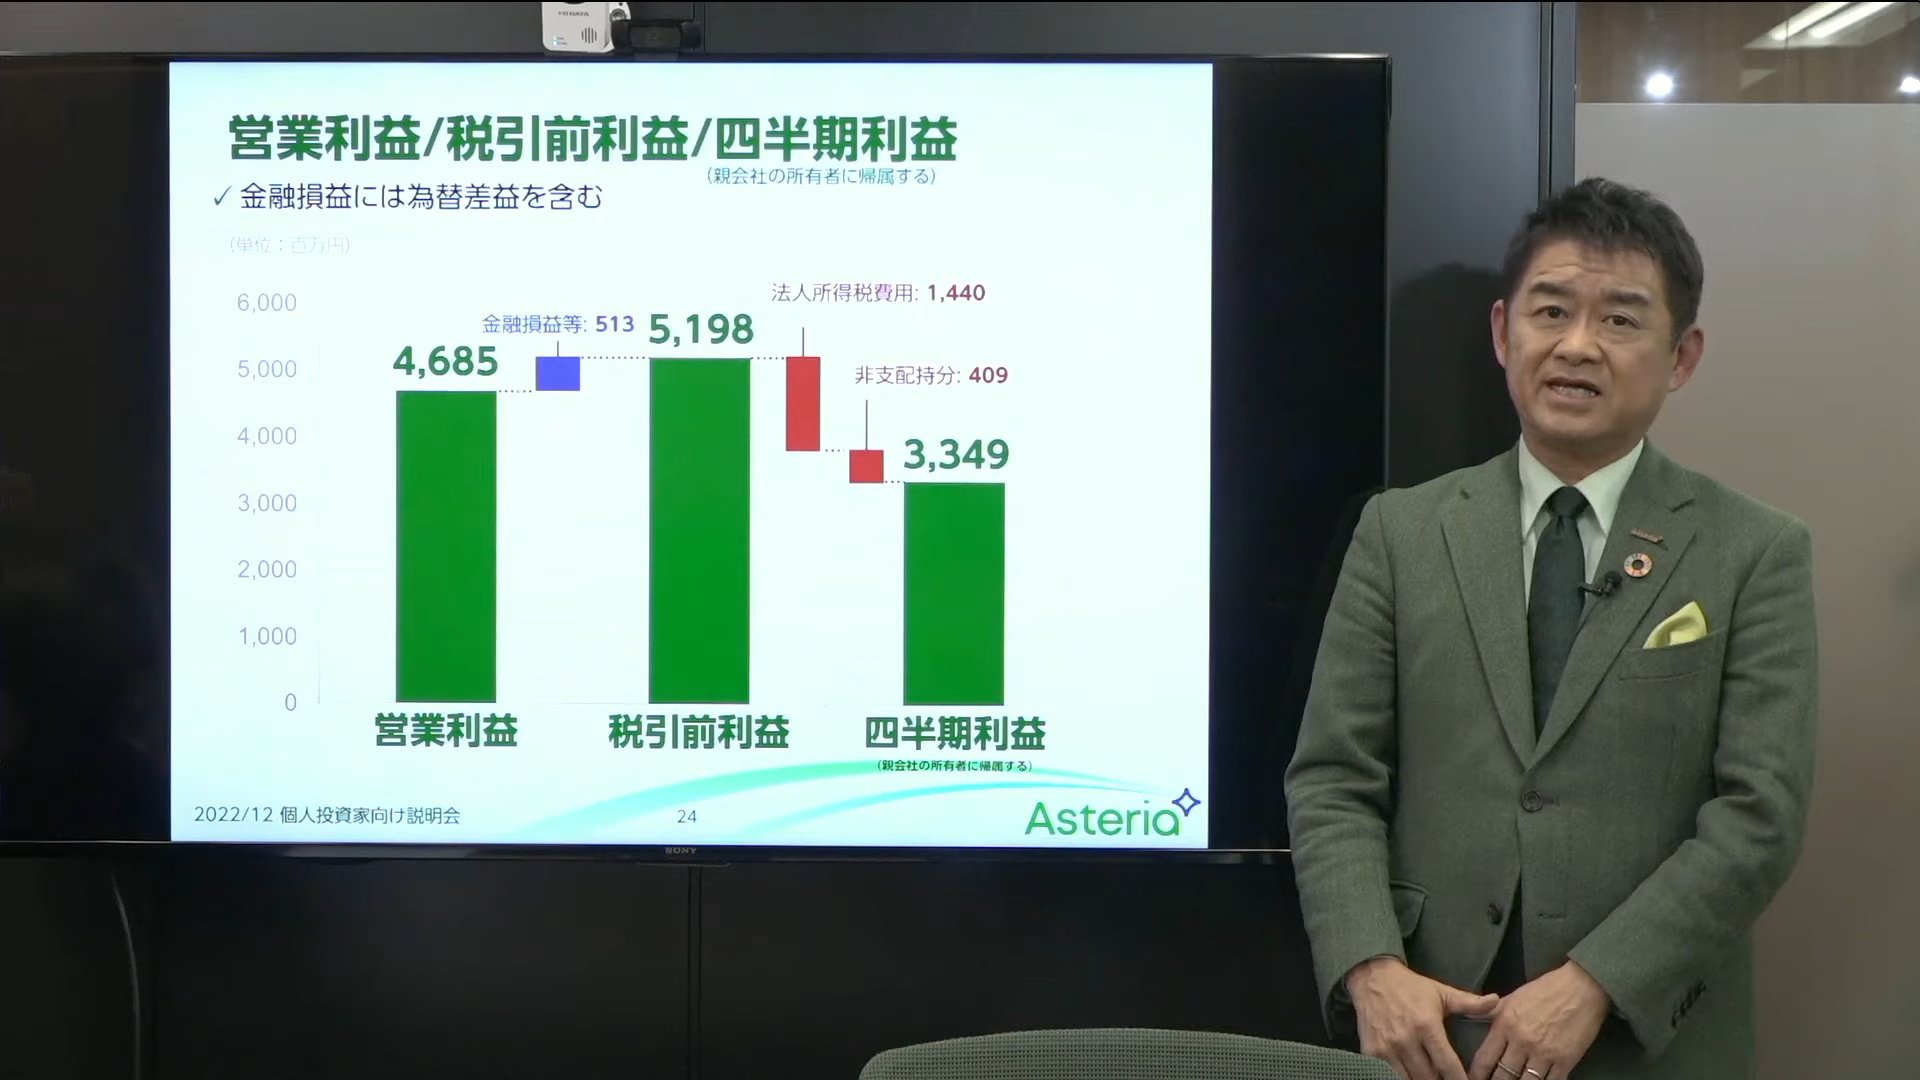 I-O DATA
営業利益/税引前利益/四半期利益
(親会社の所有者に帰属する)
✓ 金融損益には為替差益を含む
(単位：百万円)
6,000
5,000
4,000
3,000
2,000
1,000
0
4,685
金融損益等: 513
5,198
法人所得税費用: 1,440
非支配持分: 409
3,349
営業利益
税引前利益
四半期利益
(親会社の所有者に帰属する)
2022/12 個人投資家向け説明会
24
Asteria
SONY